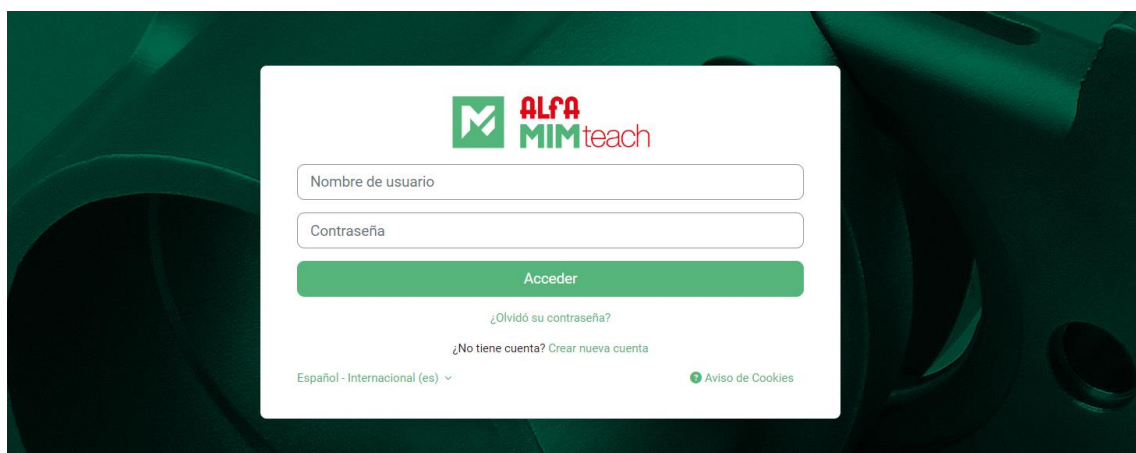 ALFA
MIMteach
Nombre de usuario
Contraseña
Acceder
¿Olvidó su contraseña?
¿No tiene cuenta? Crear nueva cuenta
Español - Internacional (es)
Aviso de Cookies